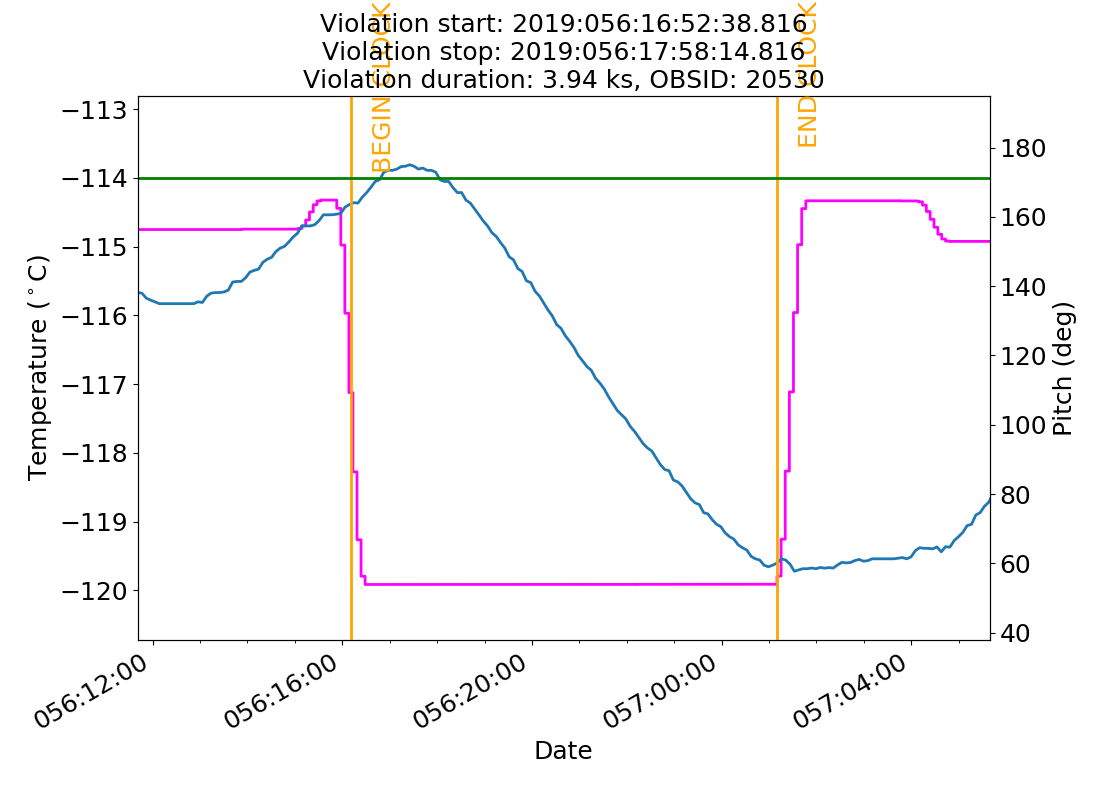 Violation start: 2019:056:16:52:38.816
Violation stop: 2019:056:17:58:14.816
Violation duration: 3.94 ks, OBSID: 20530
BEGIN CLOCK
END CLOCK
−113
−114
−115
−116
−117
−118
−119
−120
Temperature (°C)
180
160
140
120
100
80
60
40
Pitch (deg)
056:12:00
056:16:00
056:20:00
057:00:00
057:04:00
Date